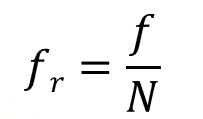 f_r = f/N